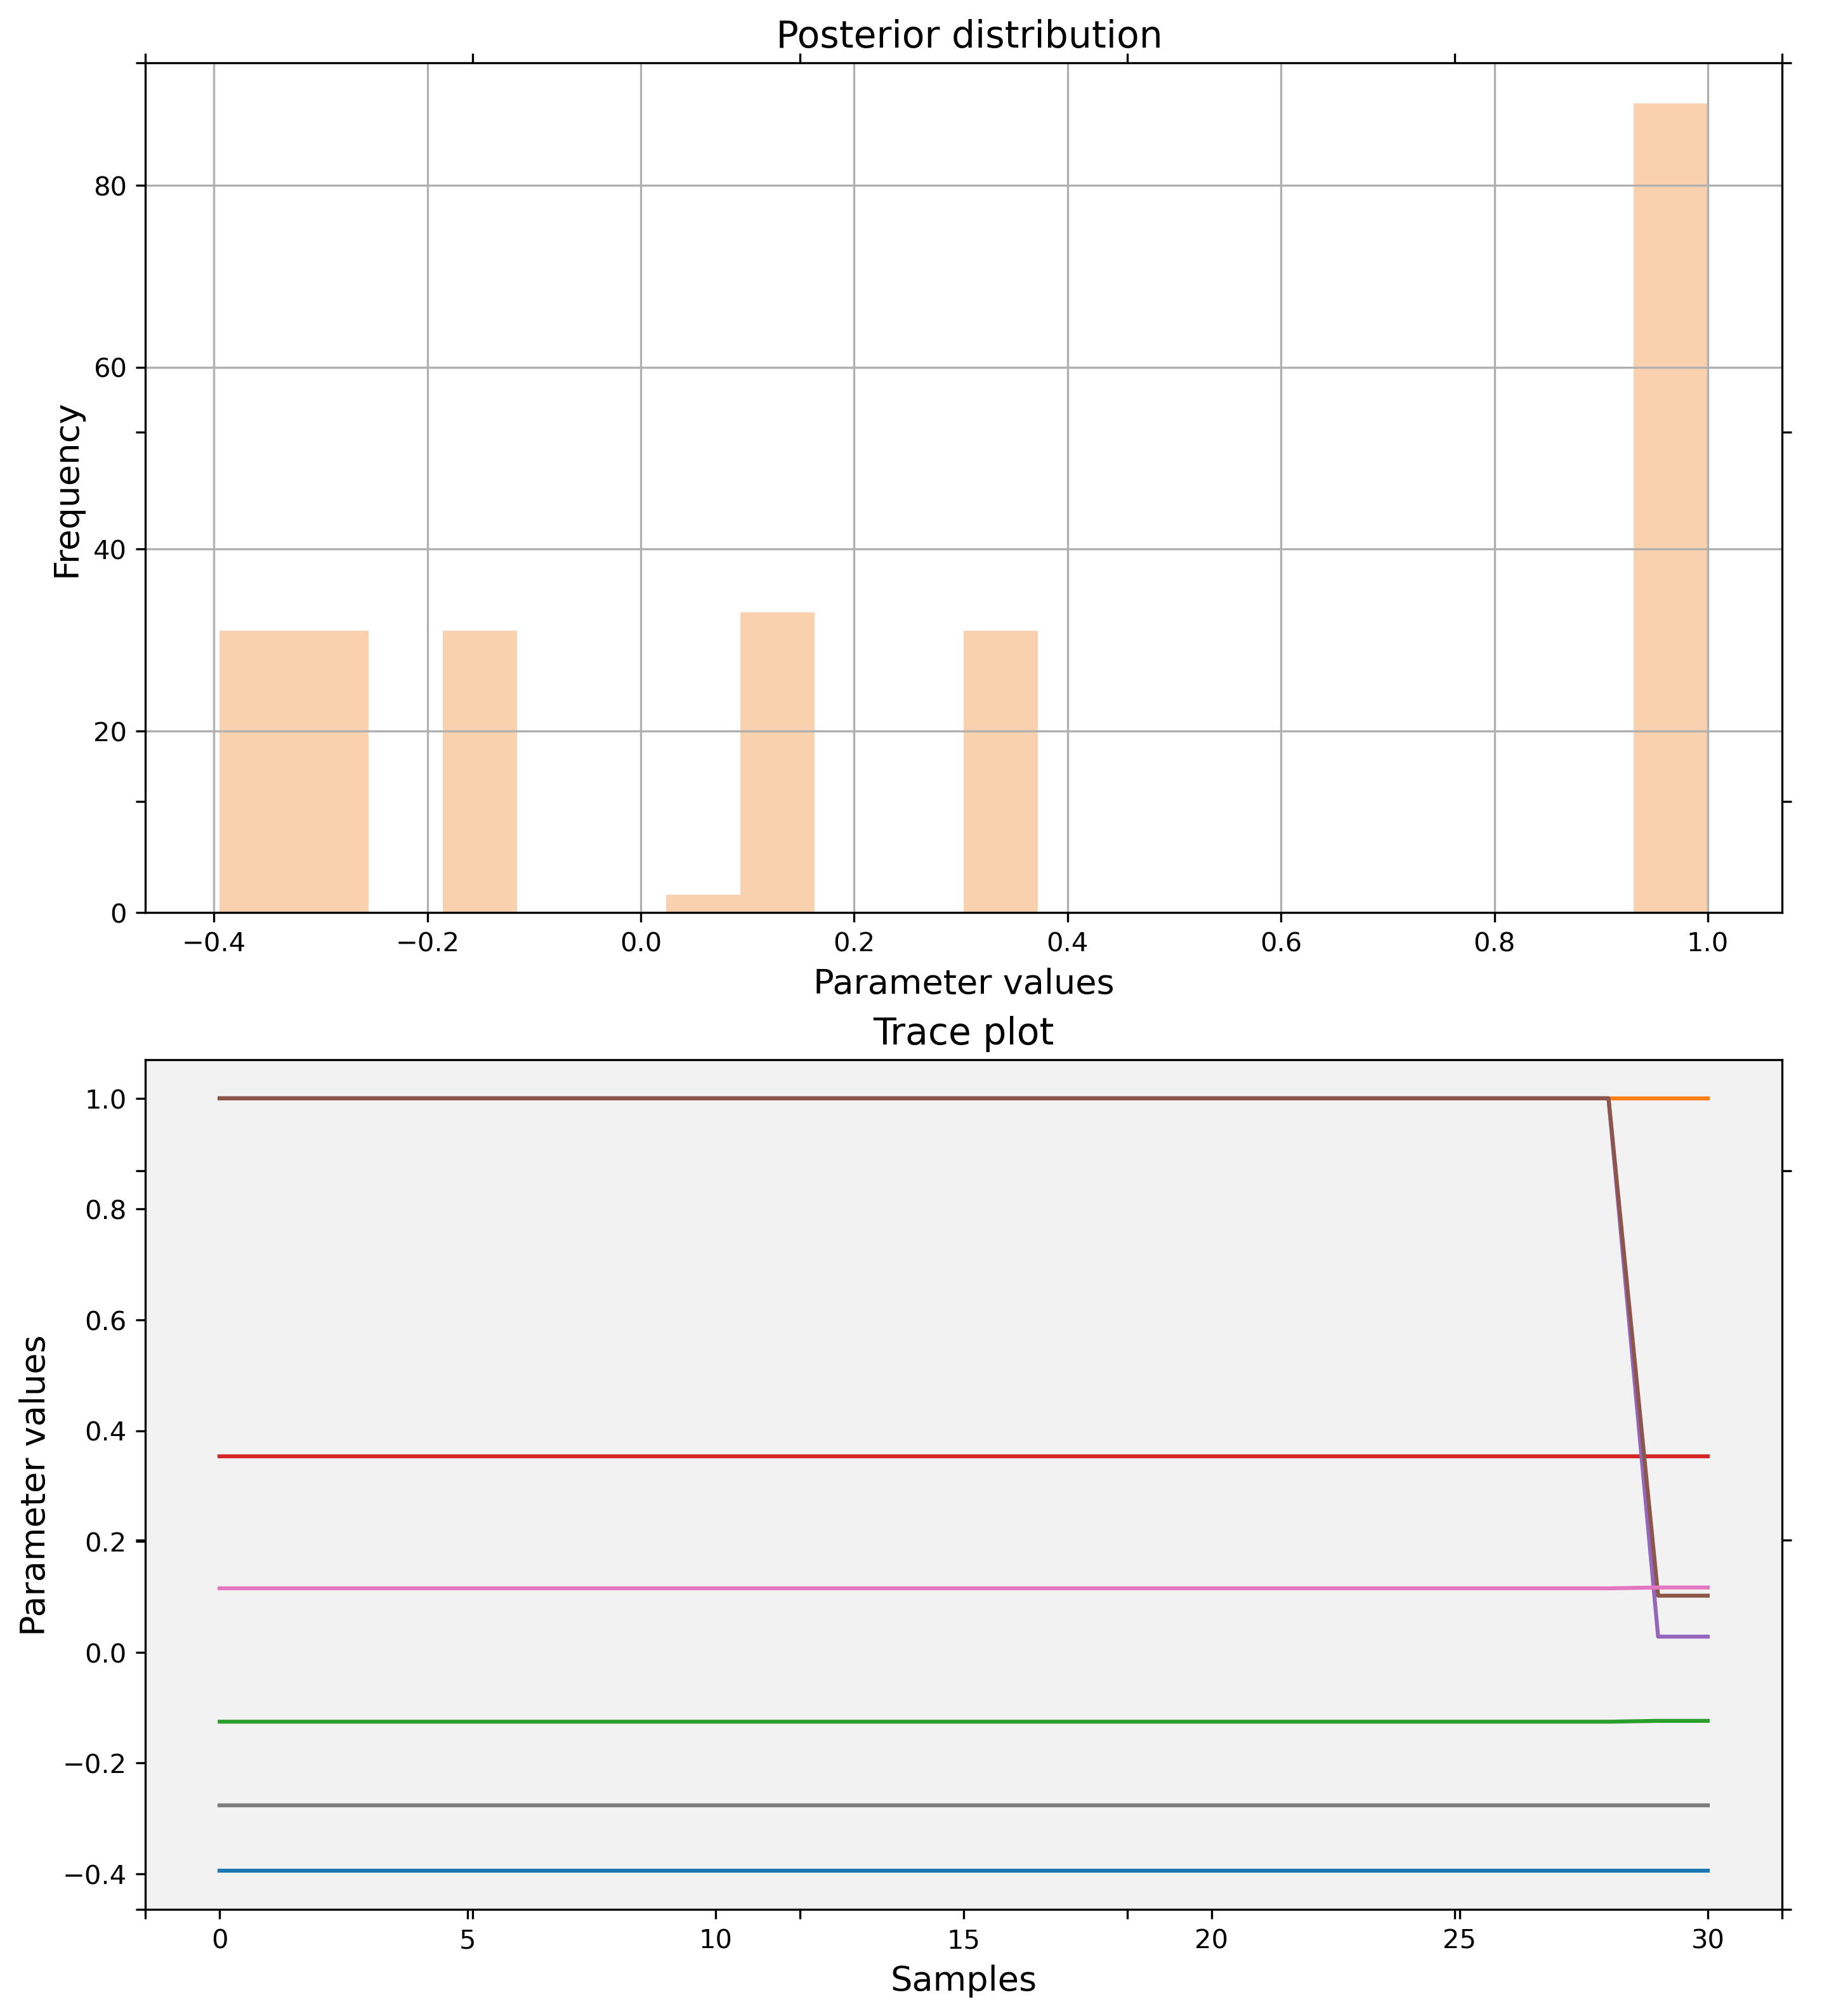 Posterior distribution
80
60
40
20
0
Frequency
−0.4 −0.2 0.0 0.2 0.4 0.6 0.8 1.0
Parameter values
Trace plot
1.0
0.8
0.6
0.4
0.2
0.0
−0.2
−0.4
Parameter values
0 5 10 15 20 25 30
Samples